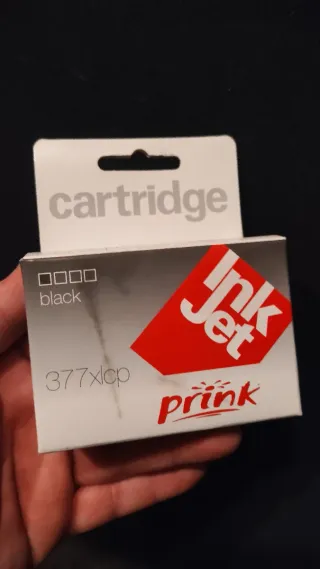 cartridge
black
377xlcp
Ink
Jet
prink